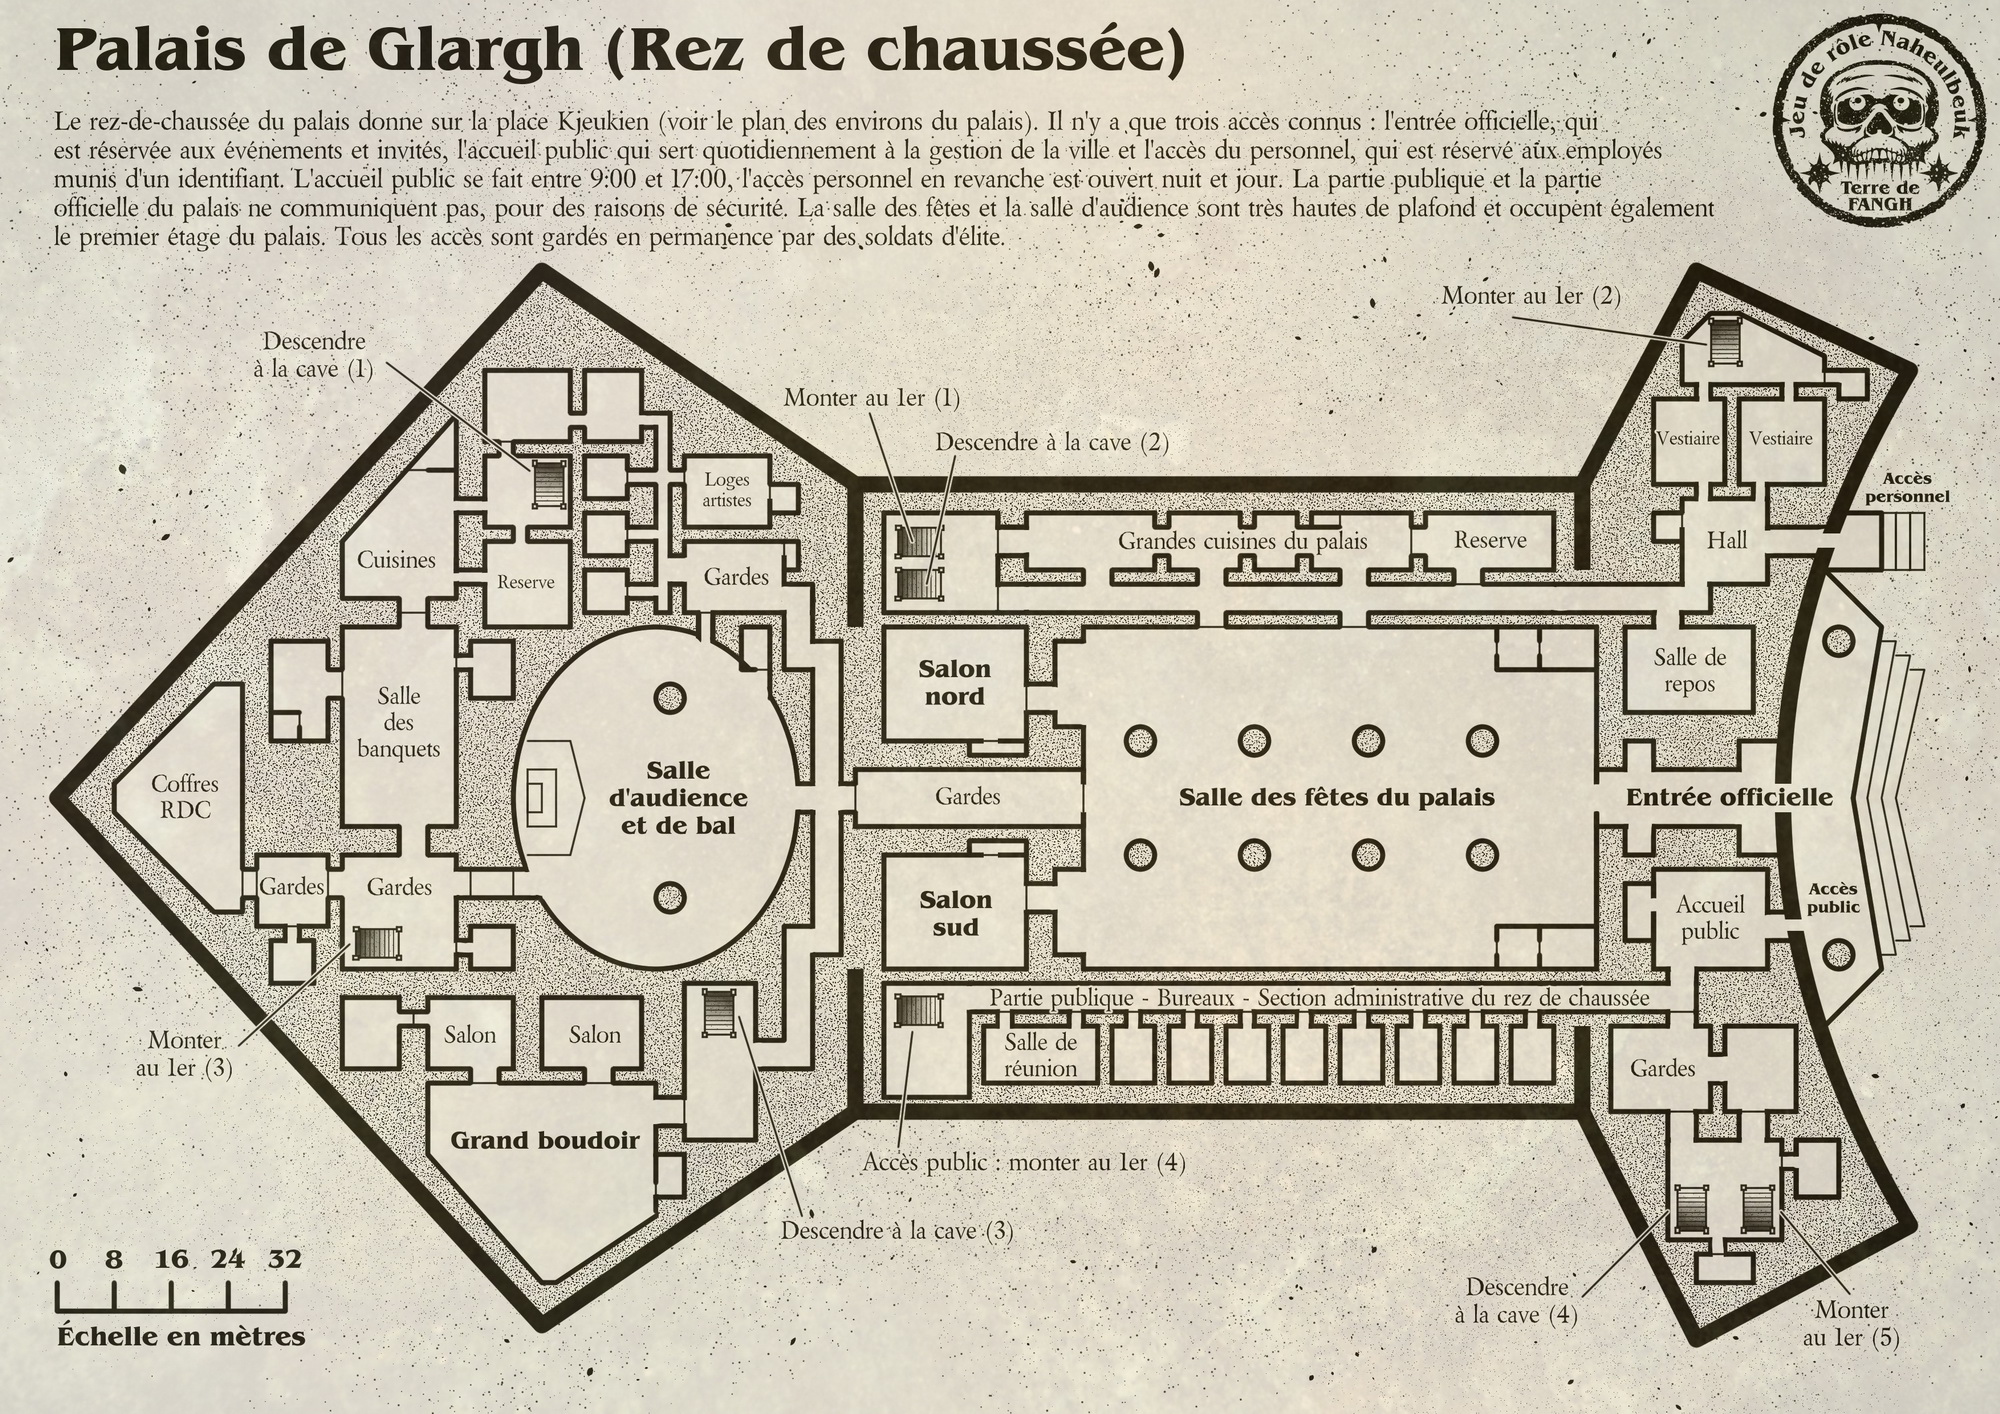 Palais de Glargh (Rez de chaussée)
Jeu de rôle Naheulbeuk
Terre de
FANGH
Le rez-de-chaussée du palais donne sur la place Kjeukien (voir le plan des environs du palais). Il n'y a que trois accès connus : l'entrée officielle, qui
est réservée aux événements et invités, l'accueil public qui sert quotidiennement à la gestion de la ville et l'accès du personnel, qui est réservé aux employés
munis d'un identifiant. L'accueil public se fait entre 9:00 et 17:00, l'accès personnel en revanche est ouvert nuit et jour. La partie publique et la partie
officielle du palais ne communiquent pas, pour des raisons de sécurité. La salle des fêtes et la salle d'audience sont très hautes de plafond et occupent également
le premier étage du palais. Tous les accès sont gardés en permanence par des soldats d'élite.
Monter au 1er (2)
Descendre
à la cave (1)
Monter au 1er (1)
Descendre à la cave (2)
Vestiaire
Vestiaire
Loges
artistes
Accès
personnel
Cuisines
Reserve
Gardes
Grandes cuisines du palais
Reserve
Hall
Salle
des
banquets
Salon
nord
Salle de
repos
Coffres
RDC
Salle
d'audience
et de bal
Gardes
Salle des fêtes du palais
Entrée officielle
Gardes
Gardes
Salon
sud
Accueil
public
Accès
public
Partie publique - Bureaux - Section administrative du rez de chaussée
Monter
au 1er (3)
Salon
Salon
Salle de
réunion
Gardes
Grand boudoir
Accès public : monter au 1er (4)
Descendre à la cave (3)
Descendre
à la cave (4)
Monter
au 1er (5)
0 8 16 24 32
Échelle en mètres